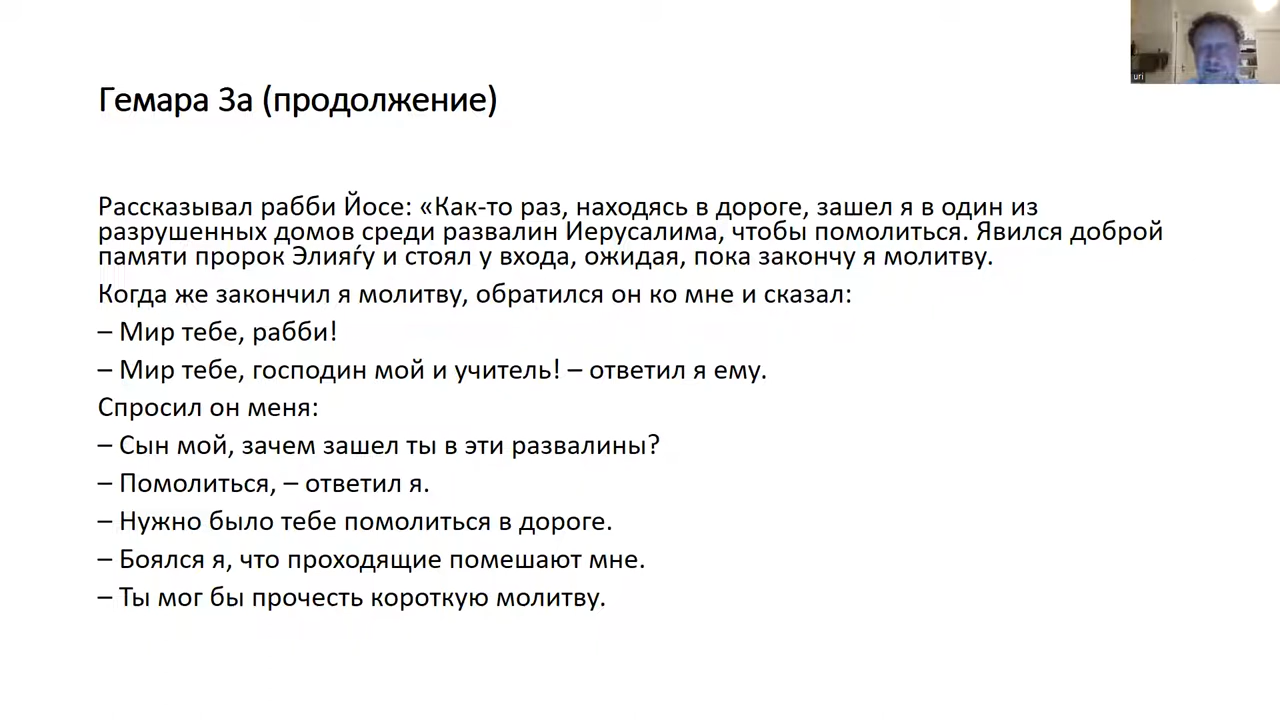 Гемара 3а (продолжение)
uri
Рассказывал рабби Йосе: «Как-то раз, находясь в дороге, зашел я в один из
разрушенных домов среди развалин Иерусалима, чтобы помолиться. Явился доброй
памяти пророк Элияѓу и стоял у входа, ожидая, пока закончу я молитву.
Когда же закончил я молитву, обратился он ко мне и сказал:
– Мир тебе, рабби!
– Мир тебе, господин мой и учитель! – ответил я ему.
Спросил он меня:
– Сын мой, зачем зашел ты в эти развалины?
– Помолиться, – ответил я.
– Нужно было тебе помолиться в дороге.
– Боялся я, что проходящие помешают мне.
– Ты мог бы прочесть короткую молитву.